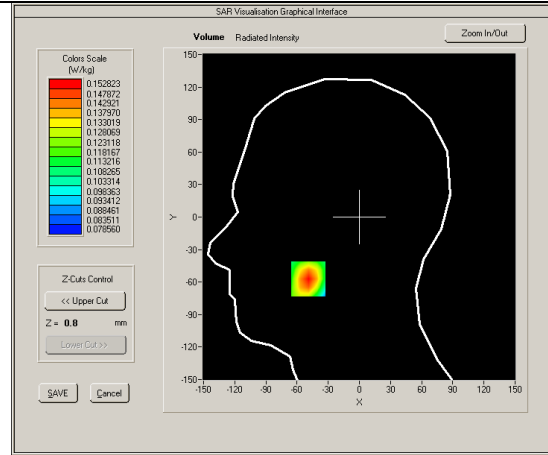 SAR Visualisation Graphical Interface
Volume Radiated Intensity
Zoom In/Out
Colors Scale
(W/kg)
0.152823
0.147872
0.142921
0.137970
0.133019
0.128069
0.123118
0.118167
0.113216
0.108265
0.103314
0.098363
0.093412
0.088461
0.083511
0.078560
Z-Cuts Control
<< Upper Cut
Z = 0.8 mm
Lower Cut >>
SAVE Cancel
150
120
90
60
30
0
-30
-60
-90
-120
-150
Y
-150 -120 -90 -60 -30 0 30 60 90 120 150
X